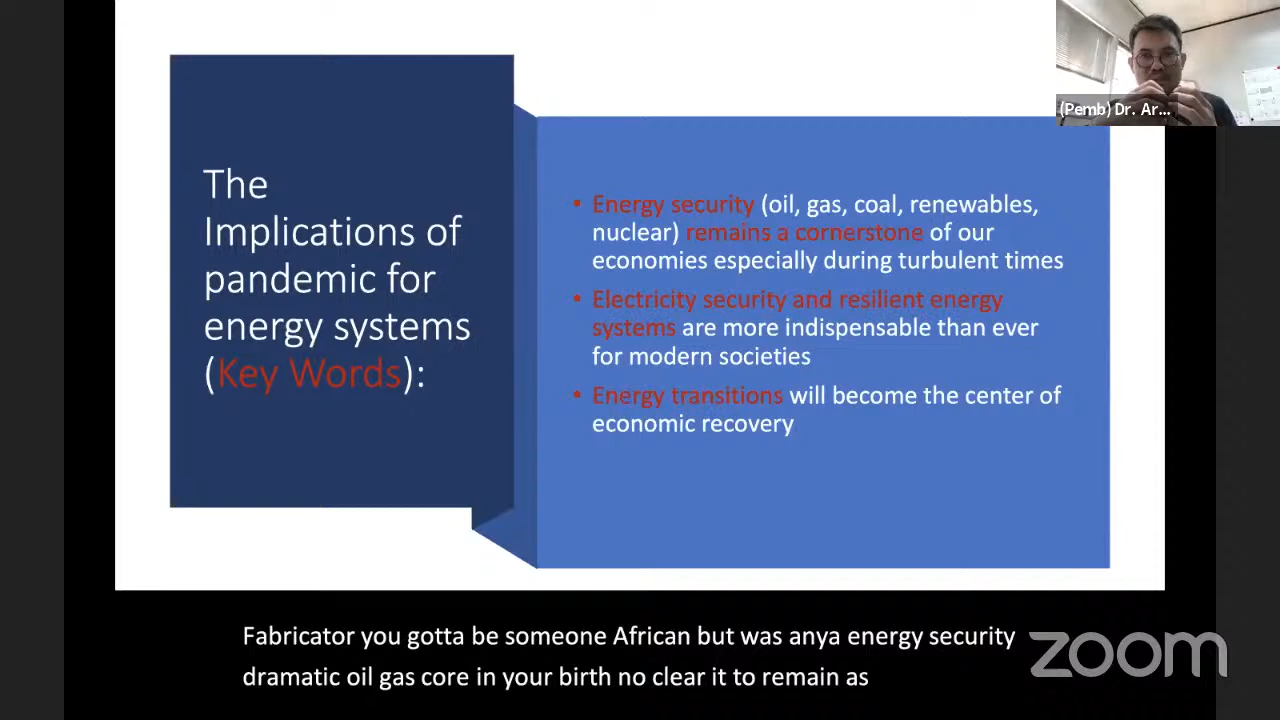 (Pemb) Dr. Ar...
The
Implications of
pandemic for
energy systems
(Key Words):
• Energy security (oil, gas, coal, renewables,
nuclear) remains a cornerstone of our
economies especially during turbulent times
• Electricity security and resilient energy
systems are more indispensable than ever
for modern societies
• Energy transitions will become the center of
economic recovery
Fabricator you gotta be someone African but was anya energy security
dramatic oil gas core in your birth no clear it to remain as
zoom